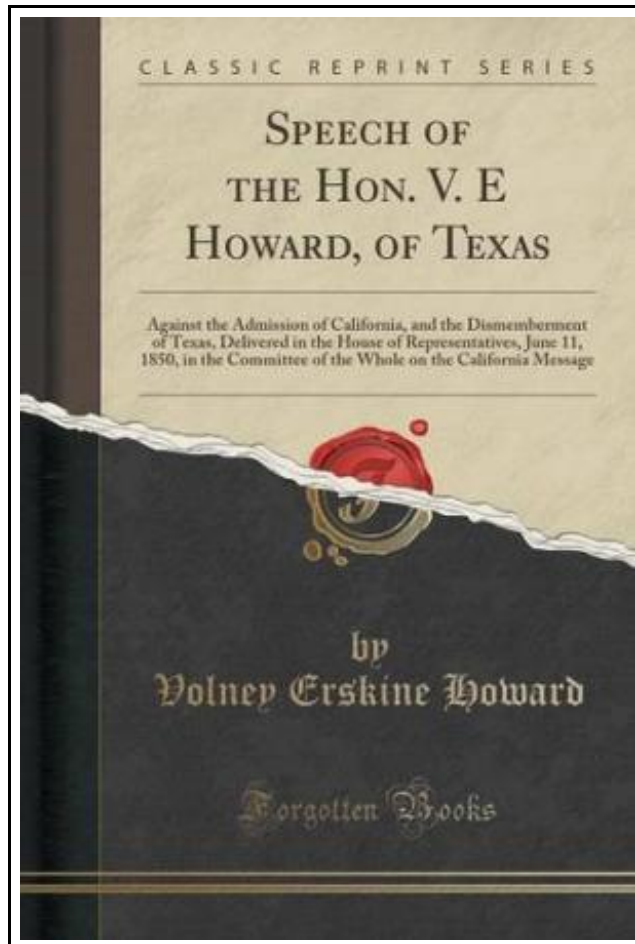 CLASSIC REPRINT SERIES
SPEECH OF
THE HON. V. E
HOWARD, OF TEXAS
Against the Admission of California, and the Dismemberment
of Texas, Delivered in the House of Representatives, June 11,
1850, in the Committee of the Whole on the California Message
by
Volney Erskine Howard
Forgotten Books